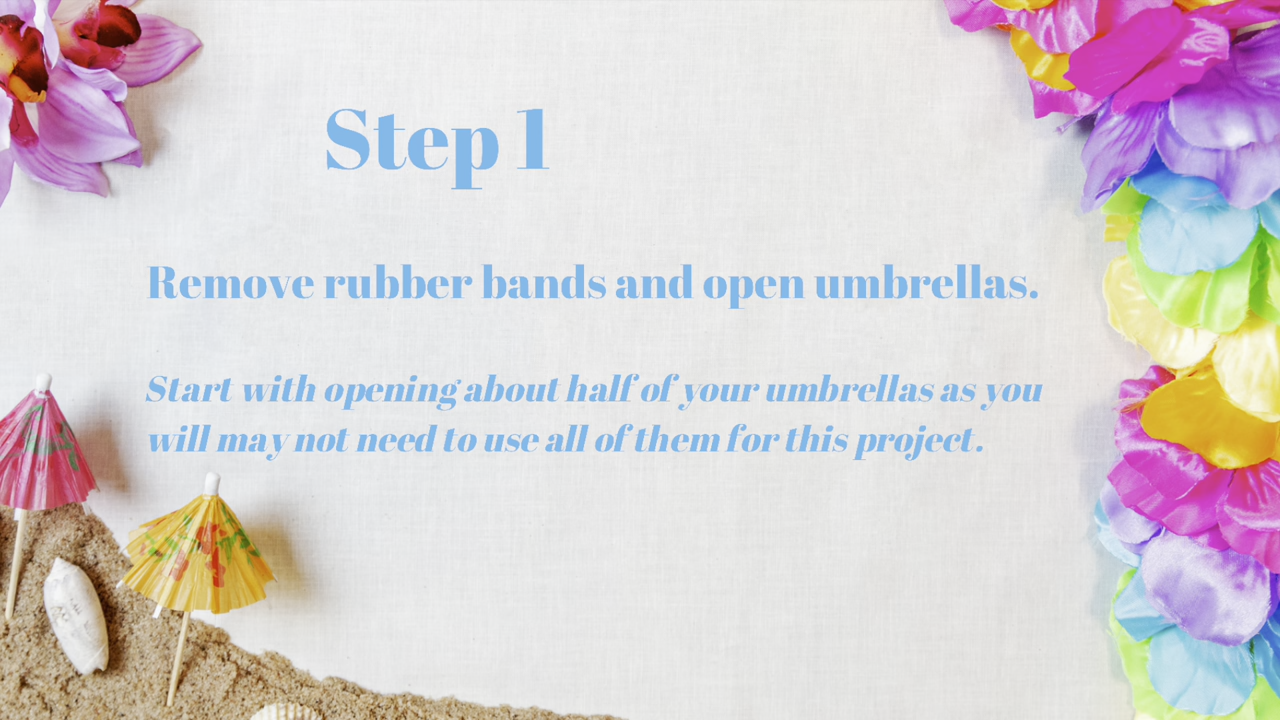 Step 1
Remove rubber bands and open umbrellas.
Start with opening about half of your umbrellas as you
will may not need to use all of them for this project.